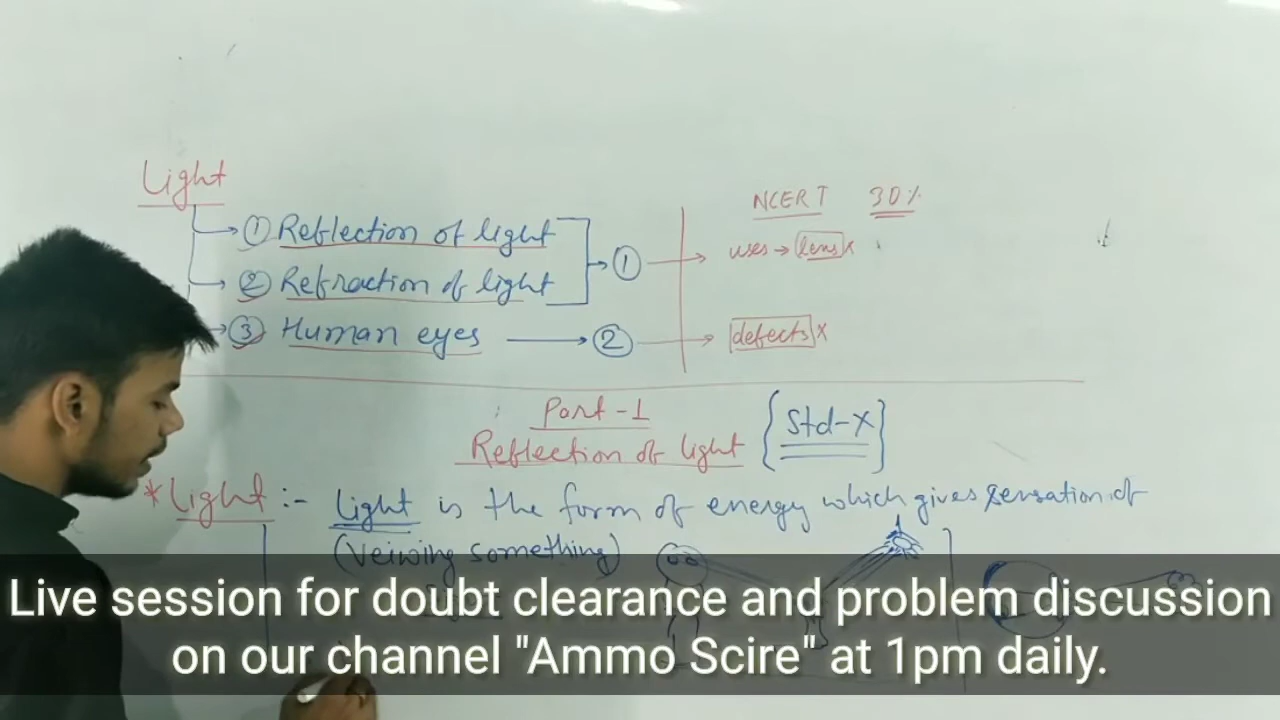 Light
① Reflection of light
② Refraction of light
①
③ Human eyes
②
NCERT 30%
uses → lens x
defects x
Part-1
Reflection of light {Std-X}
* Light :- Light is the form of energy which gives sensation of
(veiwing something)
Live session for doubt clearance and problem discussion
on our channel "Ammo Scire" at 1pm daily.